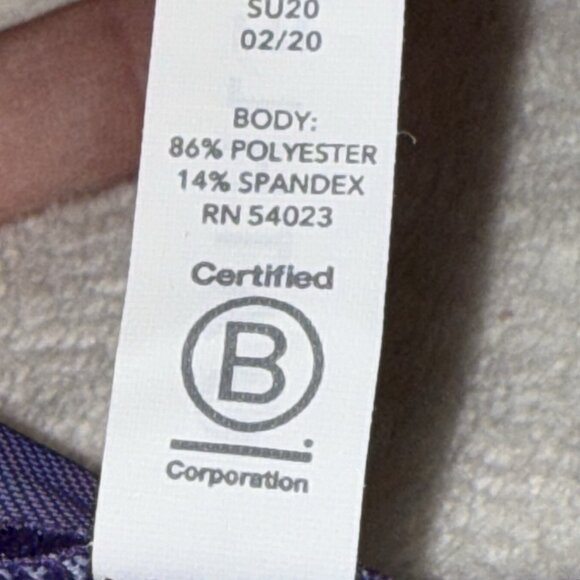 SU20
02/20
BODY:
86% POLYESTER
14% SPANDEX
RN 54023
Certified
B
Corporation